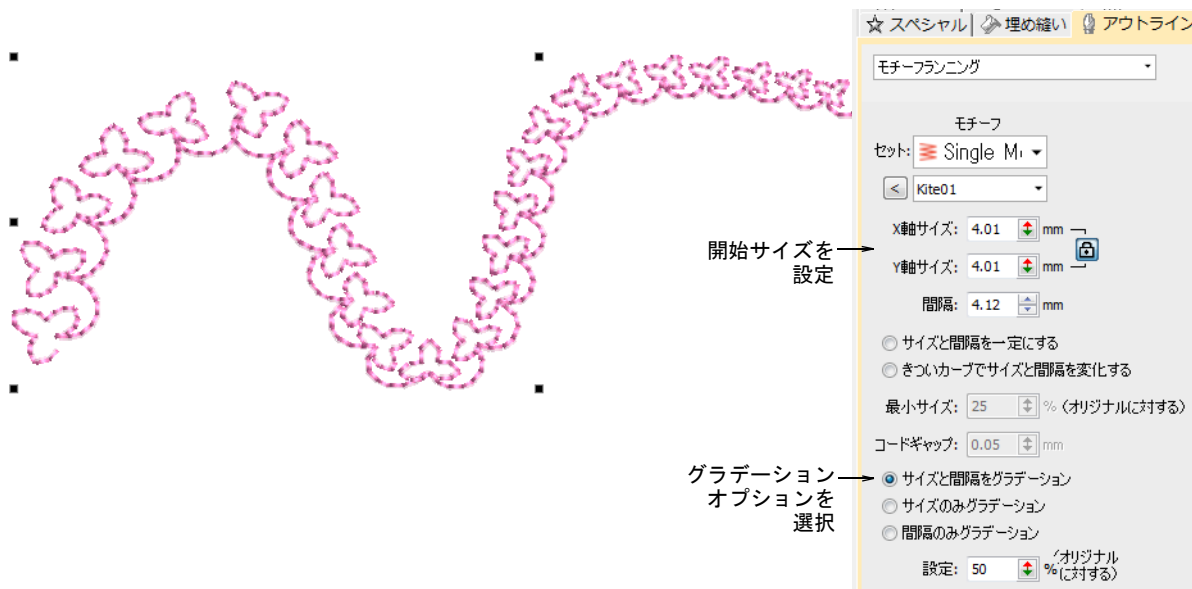 スペシャル 埋め縫い アウトライン
モチーフランニング
モチーフ
セット: Single M
< Kite01
X軸サイズ: 4.01 mm
開始サイズを
設定
Y軸サイズ: 4.01 mm
間隔: 4.12 mm
サイズと間隔を一定にする
きついカーブでサイズと間隔を変化する
最小サイズ: 25 % (オリジナルに対する)
コードギャップ: 0.05 mm
グラデーション
オプションを
選択
サイズと間隔をグラデーション
サイズのみグラデーション
間隔のみグラデーション
設定: 50 % (オリジナル
に対する)